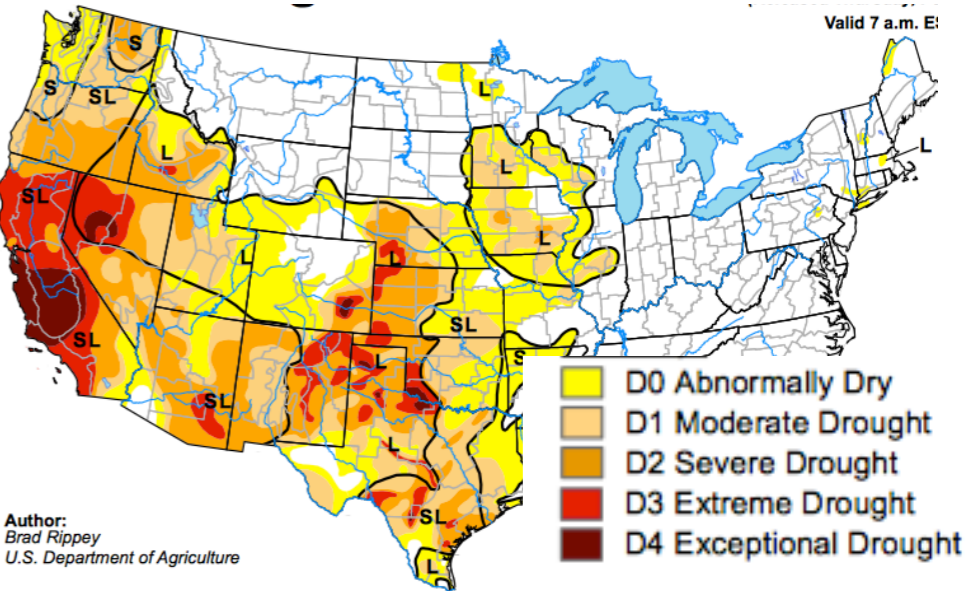 Valid 7 a.m. ES
S
L
S
SL
L
L
L
SL
L
L
L
SL
SL
S
L
SL
L
SL
L
D0 Abnormally Dry
D1 Moderate Drought
D2 Severe Drought
D3 Extreme Drought
D4 Exceptional Drought
Author:
Brad Rippey
U.S. Department of Agriculture